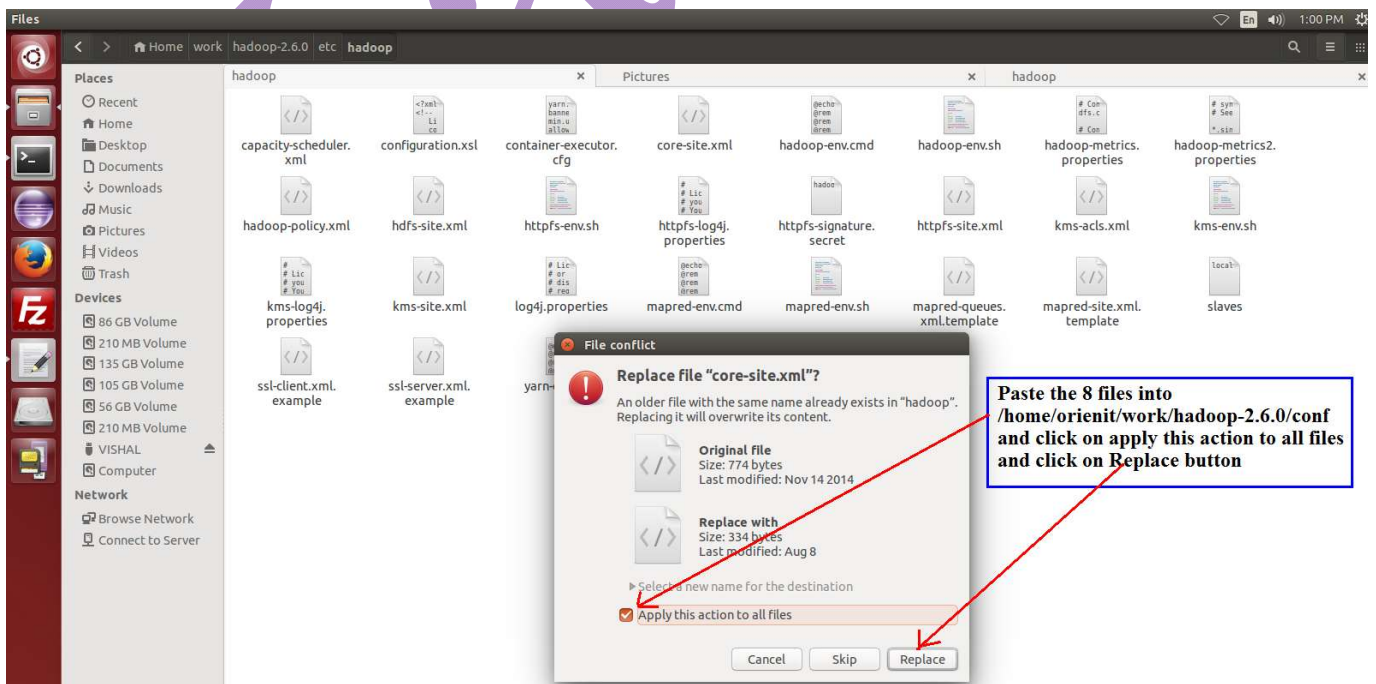 Files
En
1:00 PM
Home work hadoop-2.6.0 etc hadoop
Places
Recent
Home
Desktop
Documents
Downloads
Music
Pictures
Videos
Trash
Devices
86 GB Volume
210 MB Volume
135 GB Volume
105 GB Volume
56 GB Volume
210 MB Volume
VISHAL
Computer
Network
Browse Network
Connect to Server
hadoop
Pictures
hadoop
capacity-scheduler.
xml
configuration.xsl
container-executor.
cfg
core-site.xml
hadoop-env.cmd
hadoop-env.sh
hadoop-metrics.
properties
hadoop-metrics2.
properties
hadoop-policy.xml
hdfs-site.xml
httpfs-env.sh
httpfs-log4j.
properties
httpfs-signature.
secret
httpfs-site.xml
kms-acls.xml
kms-env.sh
kms-log4j.
properties
kms-site.xml
log4j.properties
mapred-env.cmd
mapred-env.sh
mapred-queues.
xml.template
mapred-site.xml.
template
slaves
ssl-client.xml.
example
ssl-server.xml.
example
File conflict
Replace file “core-site.xml”?
An older file with the same name already exists in “hadoop”.
Replacing it will overwrite its content.
Original file
Size: 774 bytes
Last modified: Nov 14 2014
Replace with
Size: 334 bytes
Last modified: Aug 8
Select a new name for the destination
Apply this action to all files
Cancel
Skip
Replace
Paste the 8 files into
/home/orienit/work/hadoop-2.6.0/conf
and click on apply this action to all files
and click on Replace button